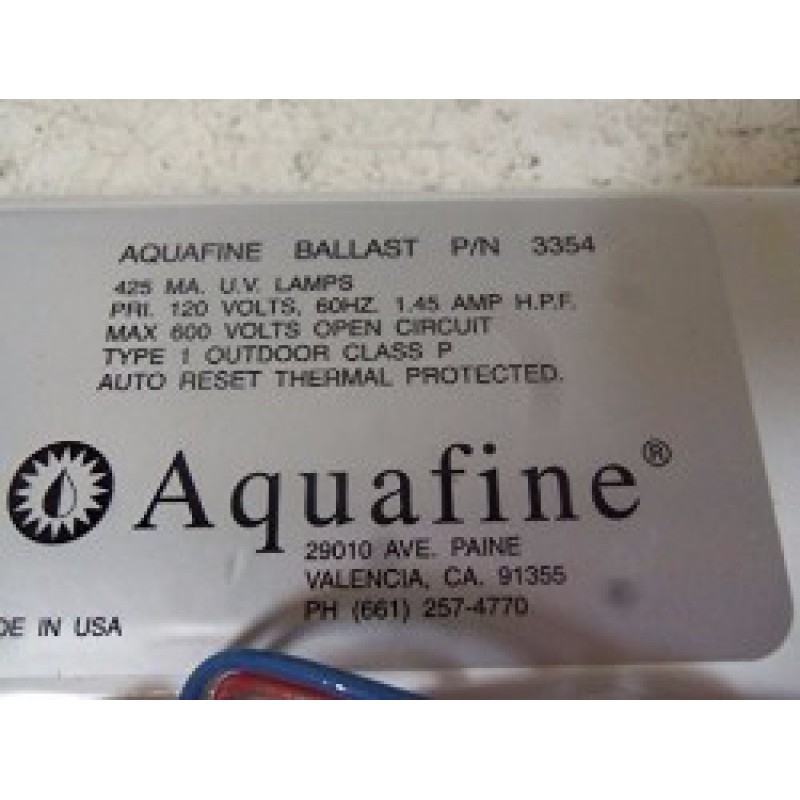 AQUAFINE BALLAST P/N 3354
425 MA. U.V. LAMPS
PRI. 120 VOLTS, 60HZ. 1.45 AMP H.P.F.
MAX 600 VOLTS OPEN CIRCUIT
TYPE 1 OUTDOOR CLASS P
AUTO RESET THERMAL PROTECTED.
Aquafine®
29010 AVE. PAINE
VALENCIA, CA. 91355
PH (661) 257-4770
DE IN USA